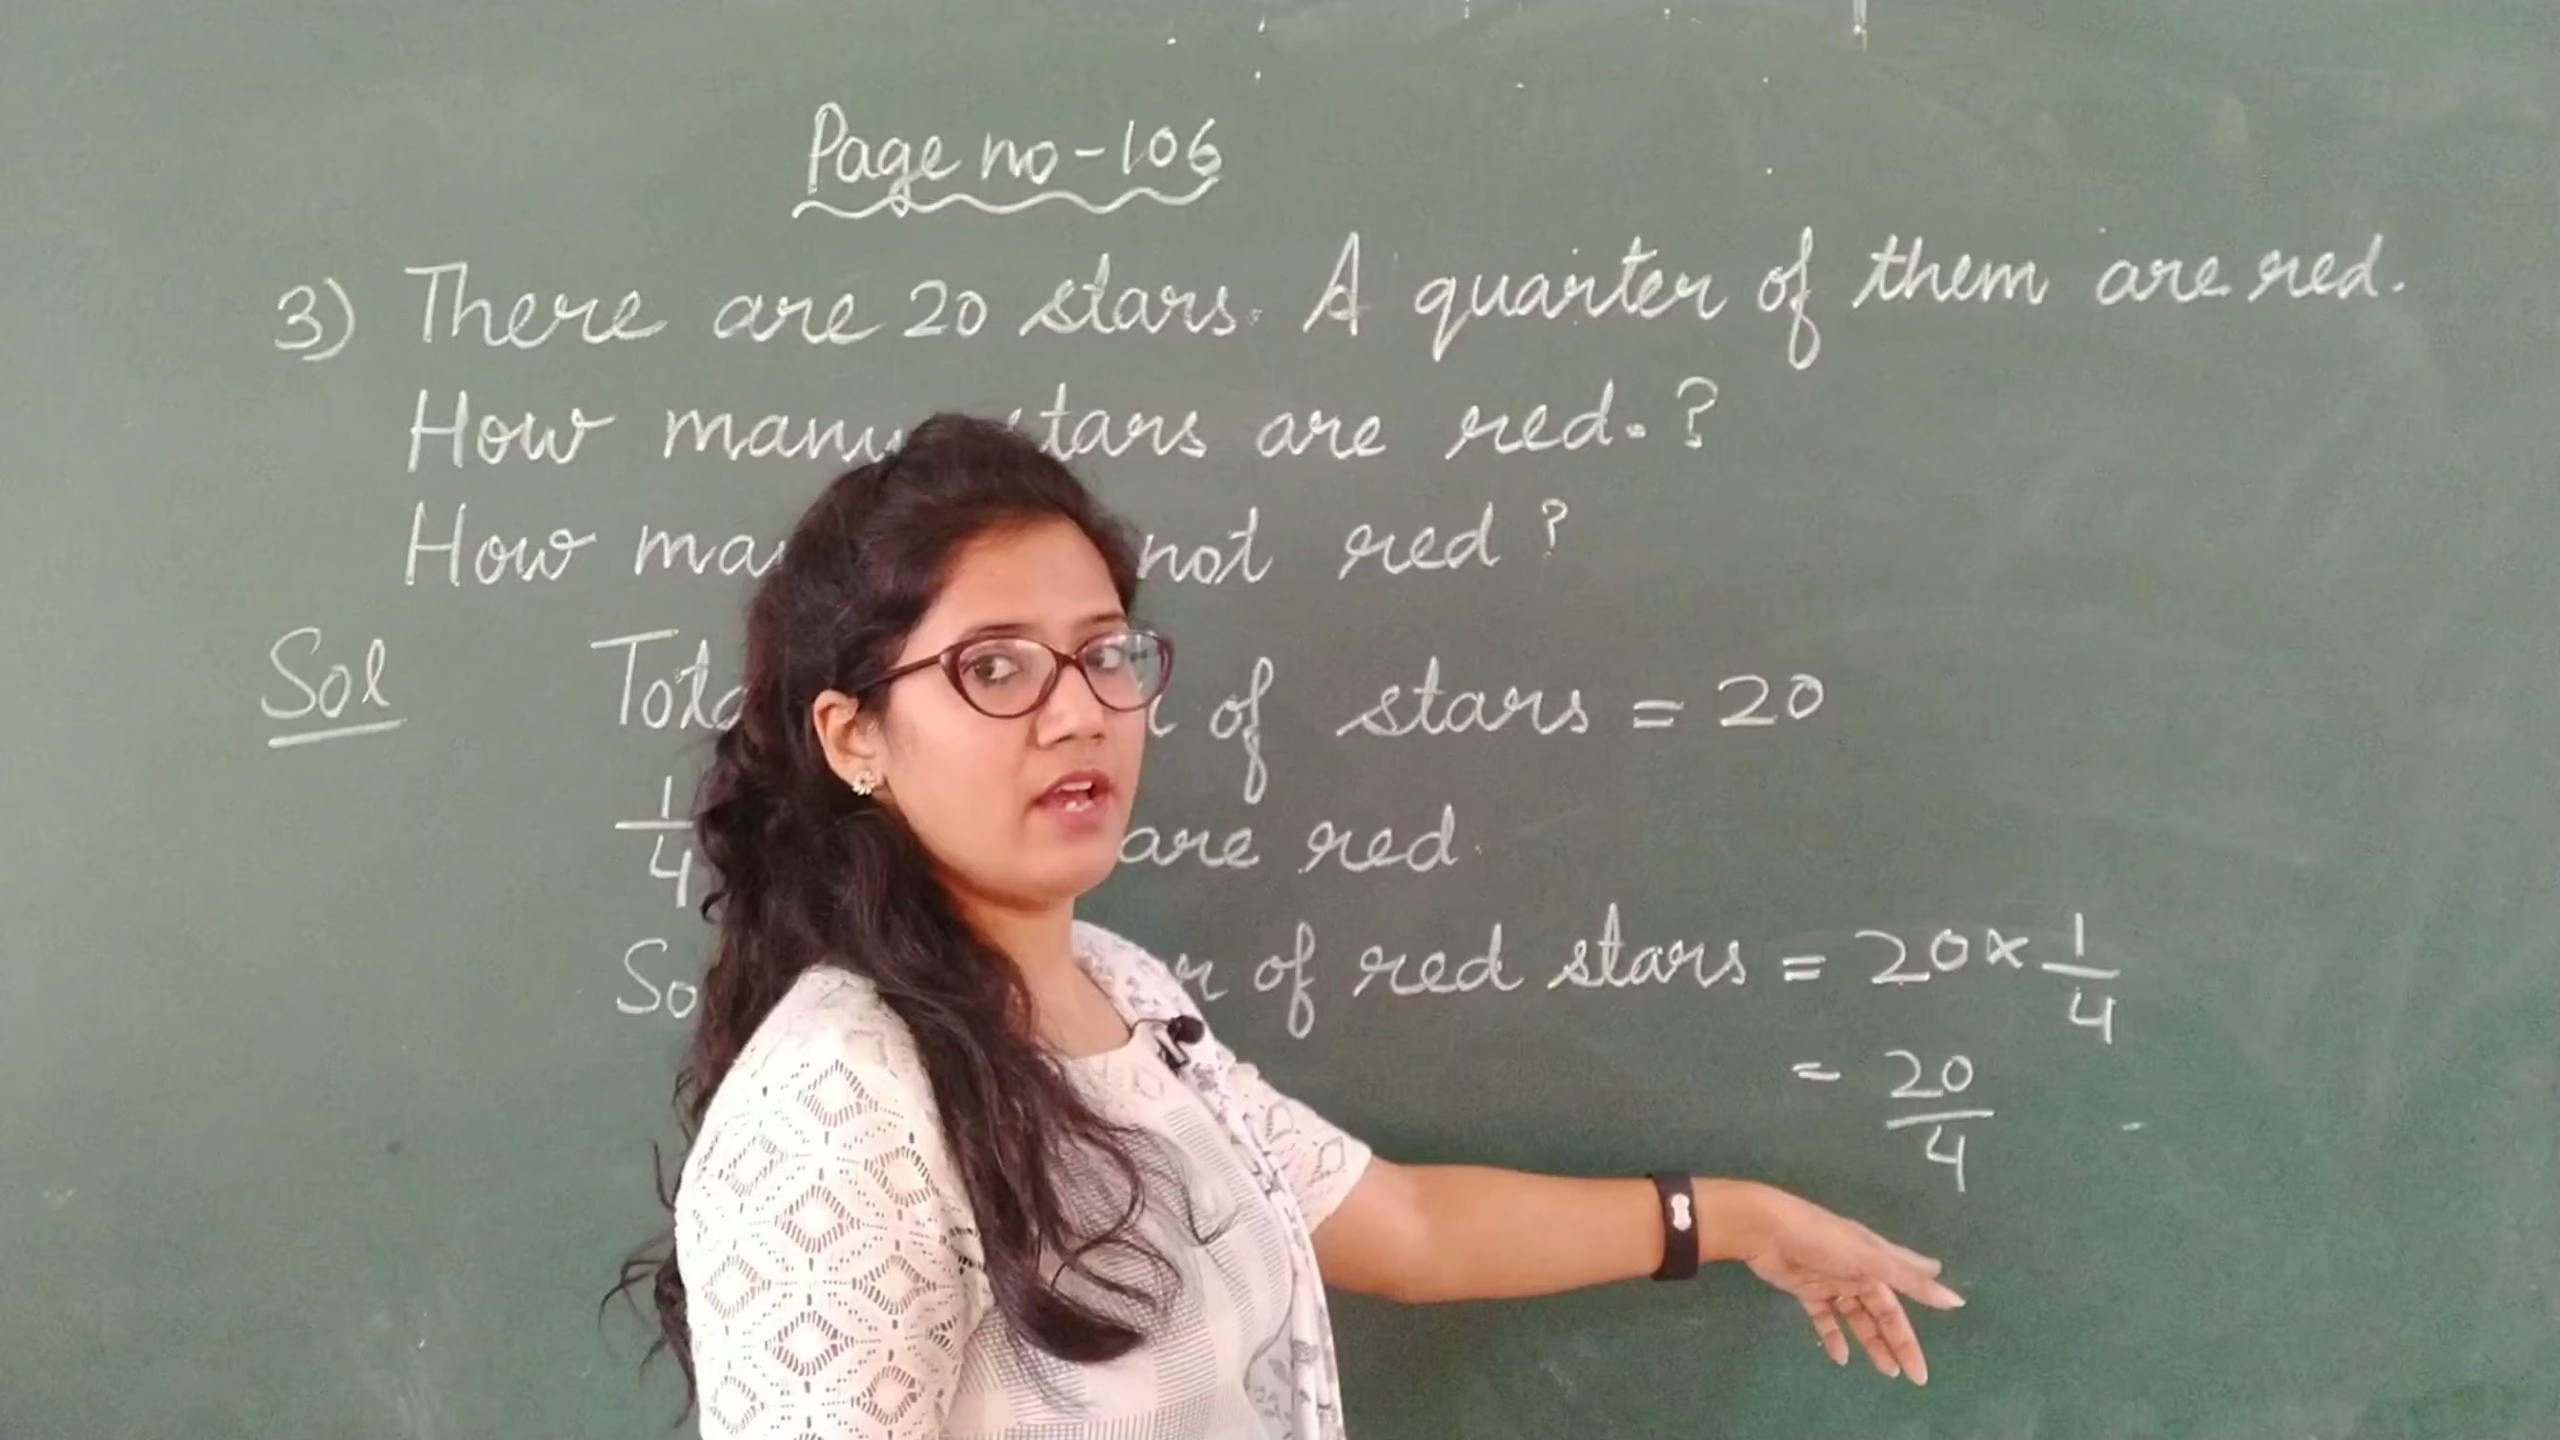 Page no-106
3) There are 20 stars. A quarter of them are red.
How many stars are red.?
How not red?
Sol of stars = 20
1/4 are red.
So of red stars = 20 × 1/4
= 20/4